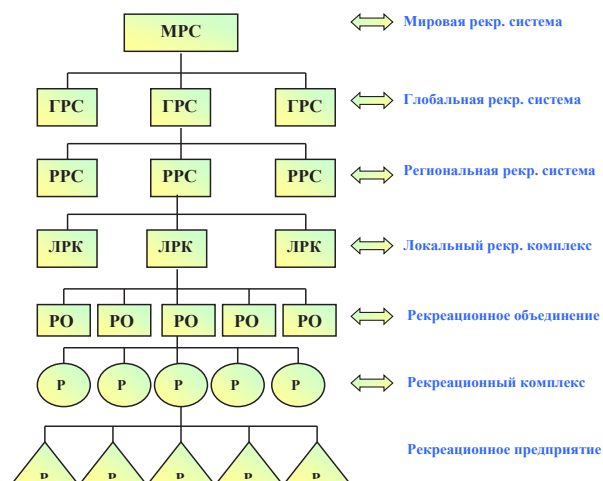 МРС Мировая рекр. система
ГРС ГРС ГРС Глобальная рекр. система
РРС РРС РРС Региональная рекр. система
ЛРК ЛРК ЛРК Локальный рекр. комплекс
РО РО РО РО РО Рекреационное объединение
Р Р Р Р Р Рекреационный комплекс
Рекреационное предприятие
Р Р Р Р Р